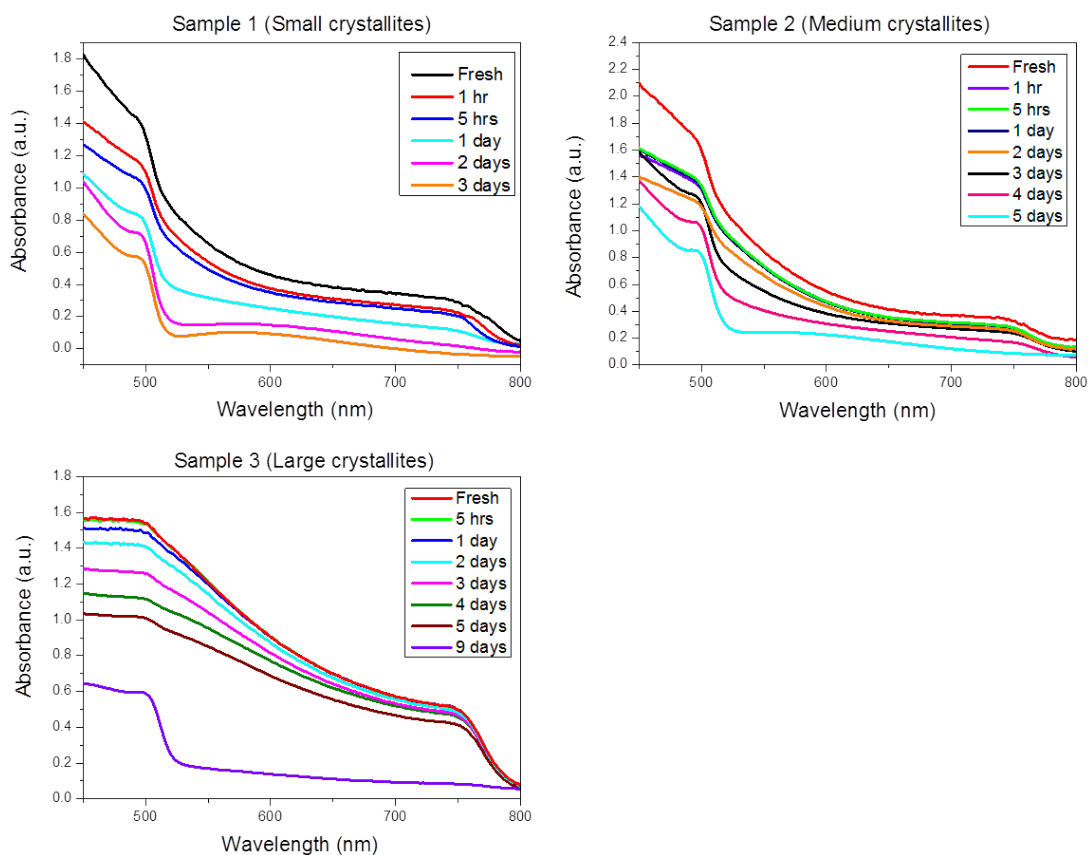 Sample 1 (Small crystallites)
Absorbance (a.u.)
1.8
1.6
1.4
1.2
1.0
0.8
0.6
0.4
0.2
0.0
Fresh
1 hr
5 hrs
1 day
2 days
3 days
500 600 700 800
Wavelength (nm)
Sample 2 (Medium crystallites)
Absorbance (a.u.)
2.4
2.2
2.0
1.8
1.6
1.4
1.2
1.0
0.8
0.6
0.4
0.2
0.0
Fresh
1 hr
5 hrs
1 day
2 days
3 days
4 days
5 days
500 600 700 800
Wavelength (nm)
Sample 3 (Large crystallites)
Absorbance (a.u.)
1.8
1.6
1.4
1.2
1.0
0.8
0.6
0.4
0.2
0.0
Fresh
5 hrs
1 day
2 days
3 days
4 days
5 days
9 days
500 600 700 800
Wavelength (nm)